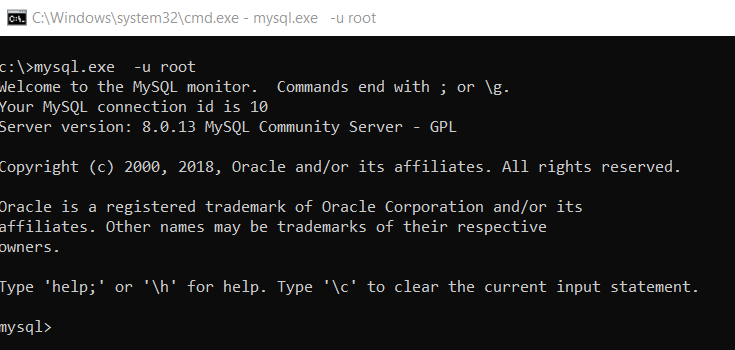 C:\Windows\system32\cmd.exe - mysql.exe  -u root
c:\>mysql.exe  -u root
Welcome to the MySQL monitor.  Commands end with ; or \g.
Your MySQL connection id is 10
Server version: 8.0.13 MySQL Community Server - GPL
Copyright (c) 2000, 2018, Oracle and/or its affiliates. All rights reserved.
Oracle is a registered trademark of Oracle Corporation and/or its
affiliates. Other names may be trademarks of their respective
owners.
Type 'help;' or '\h' for help. Type '\c' to clear the current input statement.
mysql>